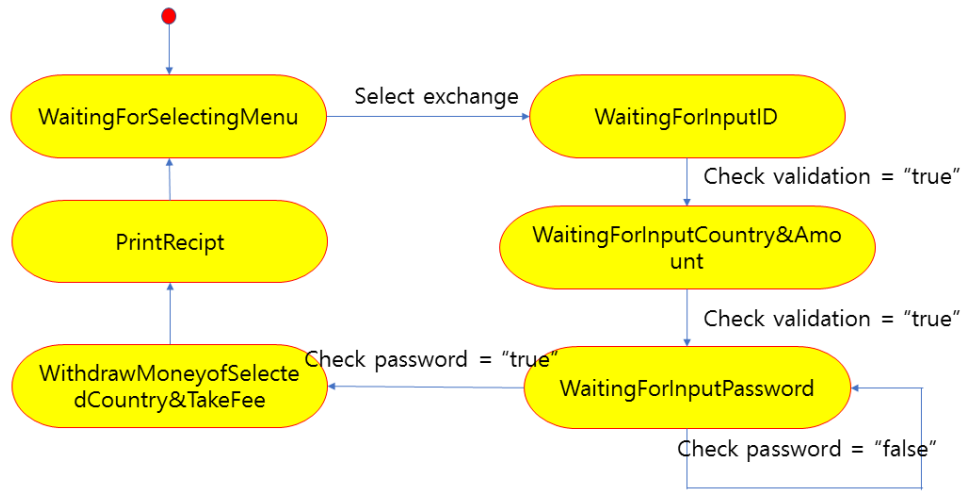 Select exchange
WaitingForSelectingMenu
WaitingForInputID
Check validation = “true”
PrintRecipt
WaitingForInputCountry&Amo
unt
Check validation = “true”
Check password = “true”
WithdrawMoneyofSelecte
dCountry&TakeFee
WaitingForInputPassword
Check password = “false”